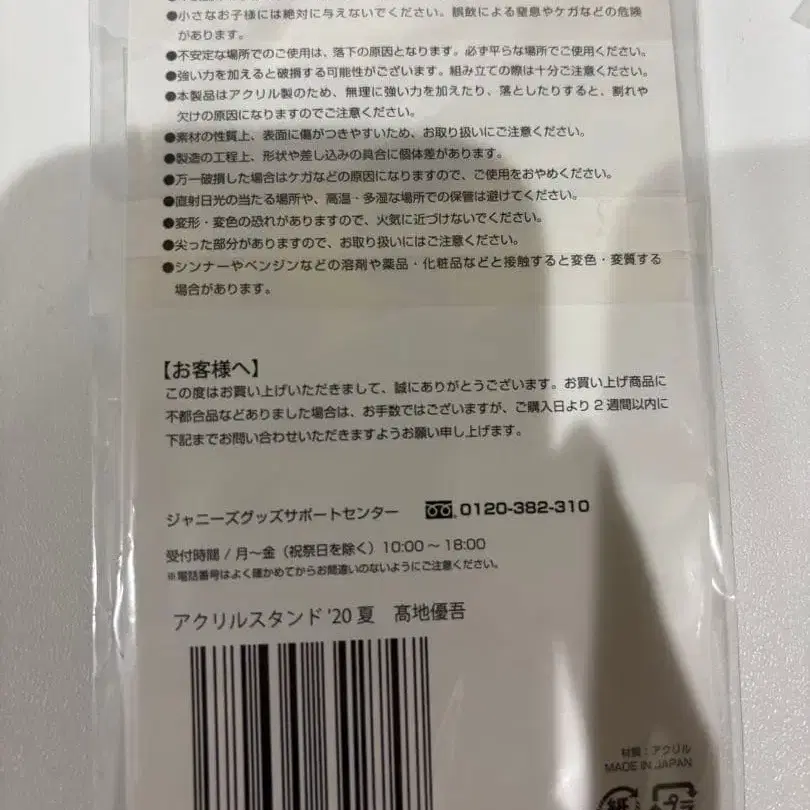 ●小さなお子様には絶対に与えないでください。誤飲による窒息やケガなどの危険
があります。
●不安定な場所でのご使用は、落下の原因となります。必ず平らな場所でご使用ください。
●強い力を加えると破損する可能性がございます。組み立ての際は十分ご注意ください。
●本製品はアクリル製のため、無理に強い力を加えたり、落としたりすると、割れや
欠けの原因になりますのでご注意ください。
●素材の性質上、表面に傷がつきやすいため、お取り扱いにご注意ください。
●製造の工程上、形状や差し込みの具合に個体差があります。
●万一破損した場合はケガなどの原因になりますので、ご使用をおやめください。
●直射日光の当たる場所や、高温・多湿な場所での保管は避けてください。
●変形・変色の恐れがありますので、火気に近づけないでください。
●尖った部分がありますので、お取り扱いにはご注意ください。
●シンナーやベンジンなどの溶剤や薬品・化粧品などと接触すると変色・変質する
場合があります。
【お客様へ】
この度はお買い上げいただきまして、誠にありがとうございます。お買い上げ商品に
不都合品などありました場合は、お手数ではございますが、ご購入日より2週間以内に
下記までお問い合わせいただきますようお願い申し上げます。
ジャニーズグッズサポートセンター 0120-382-310
受付時間/月〜金（祝祭日を除く）10:00〜18:00
※電話番号はよく確かめてからお間違いのないようにご注意ください。
アクリルスタンド'20夏 髙地優吾
材質：アクリル
MADE IN JAPAN
紙 プラ